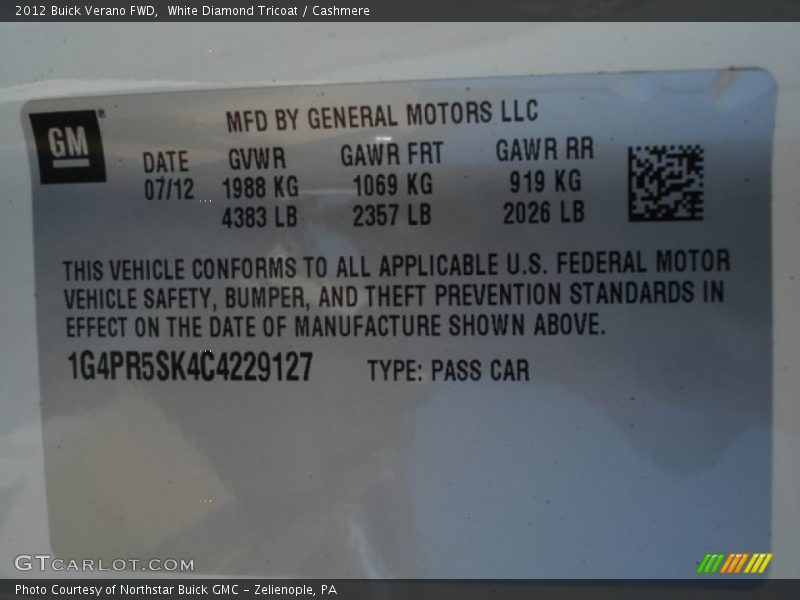 2012 Buick Verano FWD,  White Diamond Tricoat / Cashmere
MFD BY GENERAL MOTORS LLC
GM®
DATE GVWR GAWR FRT GAWR RR
07/12 1988 KG 1069 KG 919 KG
4383 LB 2357 LB 2026 LB
THIS VEHICLE CONFORMS TO ALL APPLICABLE U.S. FEDERAL MOTOR
VEHICLE SAFETY, BUMPER, AND THEFT PREVENTION STANDARDS IN
EFFECT ON THE DATE OF MANUFACTURE SHOWN ABOVE.
1G4PR5SK4C4229127 TYPE: PASS CAR
GTCARLOT.COM
Photo Courtesy of Northstar Buick GMC - Zelienople, PA